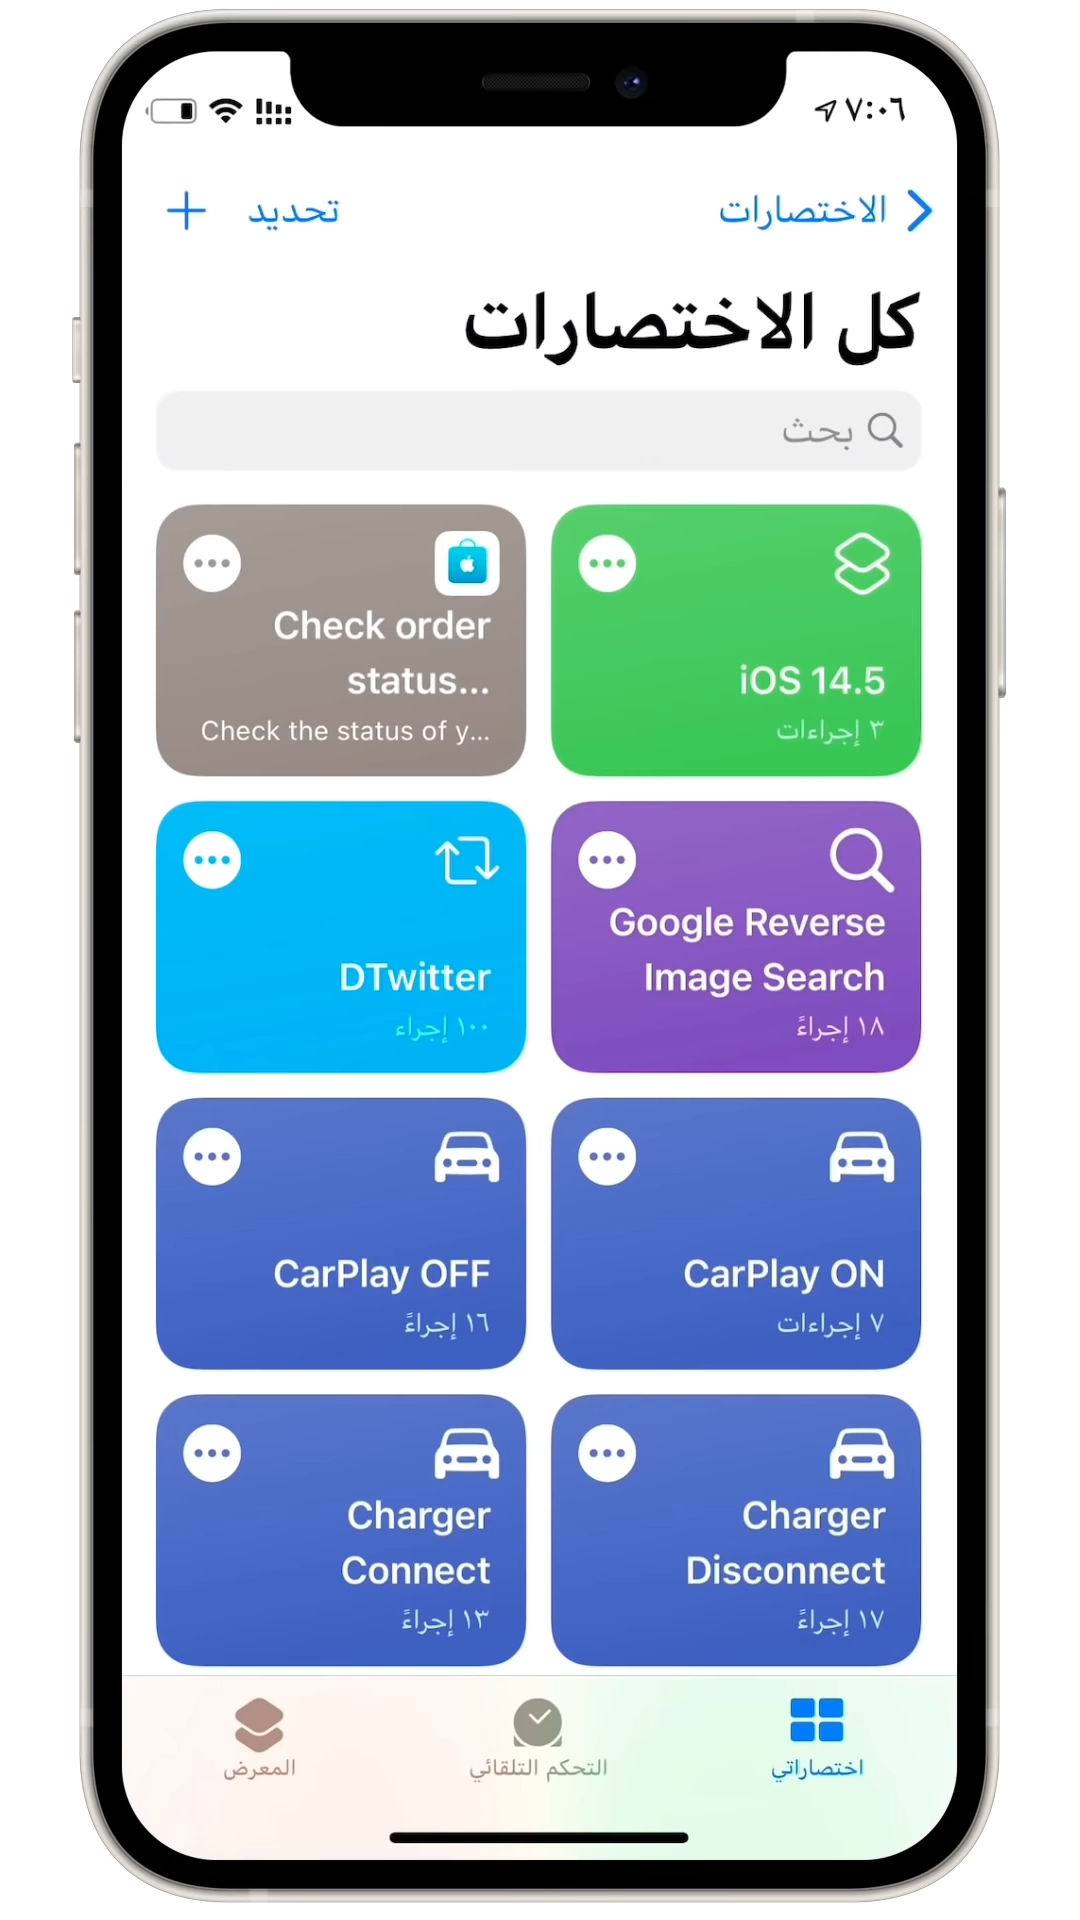 ٧:٠٦
الاختصارات
تحديد
كل الاختصارات
بحث
iOS 14.5
٣ إجراءات
Check order
status...
Check the status of y...
Google Reverse
Image Search
١٨ إجراءً
DTwitter
١٠٠ إجراء
CarPlay ON
٧ إجراءات
CarPlay OFF
١٦ إجراءً
Charger
Disconnect
١٧ إجراءً
Charger
Connect
١٣ إجراءً
اختصاراتي
التحكم التلقائي
المعرض